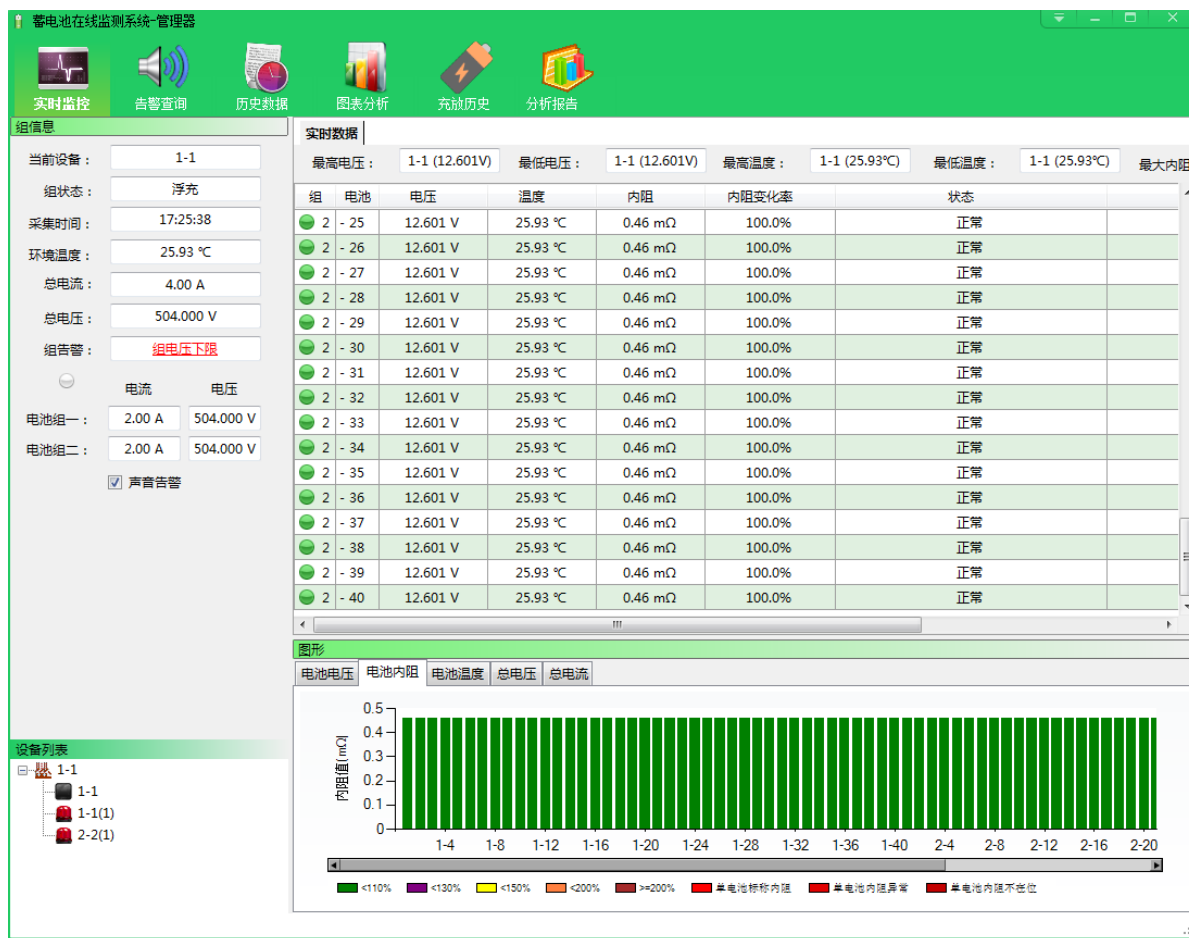 蓄电池在线监测系统-管理器
实时监控 告警查询 历史数据 图表分析 充放历史 分析报告
组信息
当前设备： 1-1
组状态： 浮充
采集时间： 17:25:38
环境温度： 25.93 ℃
总电流： 4.00 A
总电压： 504.000 V
组告警： 组电压下限
电流 电压
电池组一： 2.00 A 504.000 V
电池组二： 2.00 A 504.000 V
声音告警
设备列表
1-1
1-1
1-1(1)
2-2(1)
实时数据
最高电压： 1-1 (12.601V) 最低电压： 1-1 (12.601V) 最高温度： 1-1 (25.93℃) 最低温度： 1-1 (25.93℃) 最大内阻
组 电池 电压 温度 内阻 内阻变化率 状态
2 - 25 12.601 V 25.93 ℃ 0.46 mΩ 100.0% 正常
2 - 26 12.601 V 25.93 ℃ 0.46 mΩ 100.0% 正常
2 - 27 12.601 V 25.93 ℃ 0.46 mΩ 100.0% 正常
2 - 28 12.601 V 25.93 ℃ 0.46 mΩ 100.0% 正常
2 - 29 12.601 V 25.93 ℃ 0.46 mΩ 100.0% 正常
2 - 30 12.601 V 25.93 ℃ 0.46 mΩ 100.0% 正常
2 - 31 12.601 V 25.93 ℃ 0.46 mΩ 100.0% 正常
2 - 32 12.601 V 25.93 ℃ 0.46 mΩ 100.0% 正常
2 - 33 12.601 V 25.93 ℃ 0.46 mΩ 100.0% 正常
2 - 34 12.601 V 25.93 ℃ 0.46 mΩ 100.0% 正常
2 - 35 12.601 V 25.93 ℃ 0.46 mΩ 100.0% 正常
2 - 36 12.601 V 25.93 ℃ 0.46 mΩ 100.0% 正常
2 - 37 12.601 V 25.93 ℃ 0.46 mΩ 100.0% 正常
2 - 38 12.601 V 25.93 ℃ 0.46 mΩ 100.0% 正常
2 - 39 12.601 V 25.93 ℃ 0.46 mΩ 100.0% 正常
2 - 40 12.601 V 25.93 ℃ 0.46 mΩ 100.0% 正常
图形
电池电压 电池内阻 电池温度 总电压 总电流
内阻值(mΩ)
0.5
0.4
0.3
0.2
0.1
0
1-4 1-8 1-12 1-16 1-20 1-24 1-28 1-32 1-36 1-40 2-4 2-8 2-12 2-16 2-20
<110% <130% <150% <200% >=200% 单电池标称内阻 单电池内阻异常 单电池内阻不在位